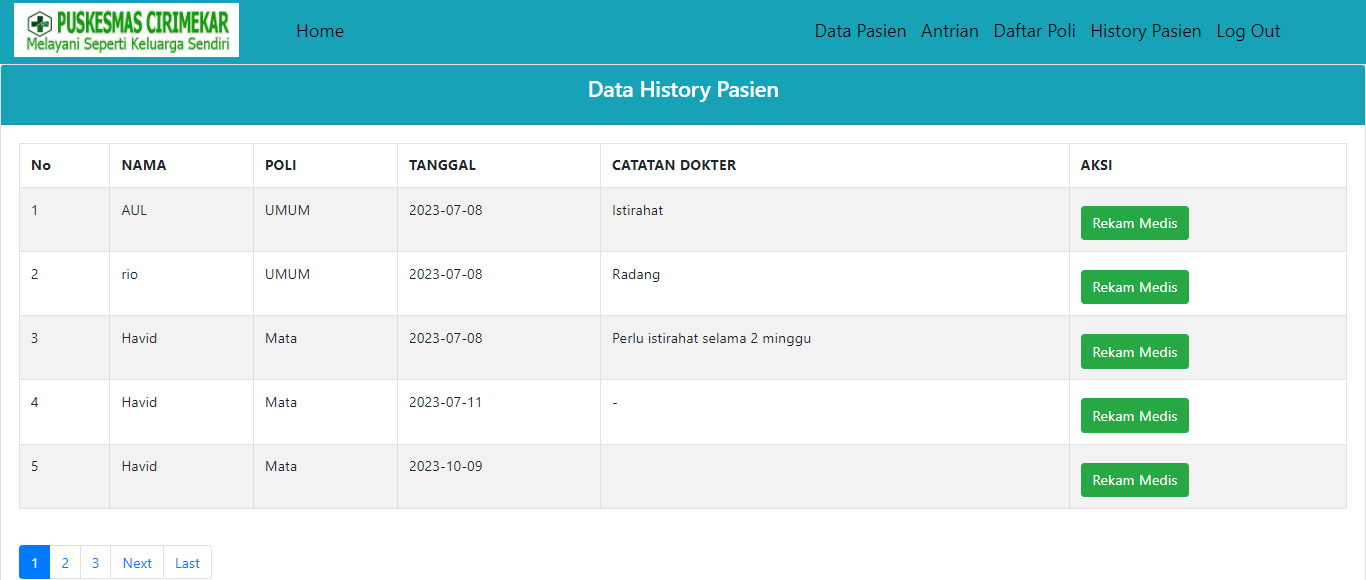 PUSKESMAS CIRIMEKAR
Melayani Seperti Keluarga Sendiri
Home Data Pasien Antrian Daftar Poli History Pasien Log Out
Data History Pasien
No NAMA POLI TANGGAL CATATAN DOKTER AKSI
1 AUL UMUM 2023-07-08 Istirahat Rekam Medis
2 rio UMUM 2023-07-08 Radang Rekam Medis
3 Havid Mata 2023-07-08 Perlu istirahat selama 2 minggu Rekam Medis
4 Havid Mata 2023-07-11 - Rekam Medis
5 Havid Mata 2023-10-09 Rekam Medis
1 2 3 Next Last